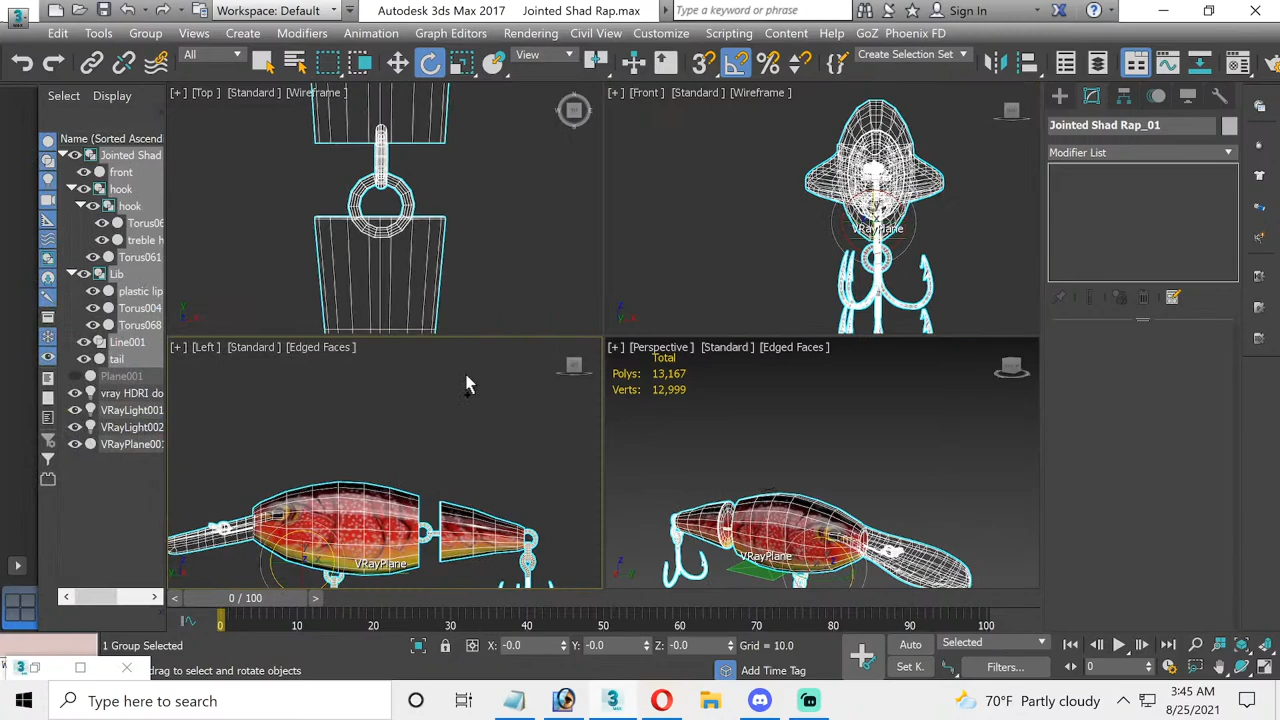 Workspace: Default
Autodesk 3ds Max 2017
Jointed Shad Rap.max
Type a keyword or phrase
Sign In
Edit
Tools
Group
Views
Create
Modifiers
Animation
Graph Editors
Rendering
Civil View
Customize
Scripting
Content
Help
GoZ
Phoenix FD
All
View
Create Selection Set
Select
Display
Name (Sorted Ascend
Jointed Shad
front
hook
hook
Torus06
treble h
Torus061
Lib
plastic lip
Torus004
Torus068
Line001
tail
Plane001
vray HDRI do
VRayLight001
VRayLight002
VRayPlane001
[+] [Top] [Standard] [Wireframe]
[+] [Front] [Standard] [Wireframe]
VRayPlane
[+] [Left] [Standard] [Edged Faces]
VRayPlane
[+] [Perspective] [Standard] [Edged Faces]
Total
Polys: 13,167
Verts: 12,999
VRayPlane
Jointed Shad Rap_01
Modifier List
0 / 100
0
10
20
30
40
50
60
70
80
90
100
1 Group Selected
X: -0.0
Y: -0.0
Z: -0.0
Grid = 10.0
Auto
Selected
drag to select and rotate objects
Add Time Tag
Set K.
Filters...
0
Type here to search
70°F Partly cloudy
3:45 AM
8/25/2021